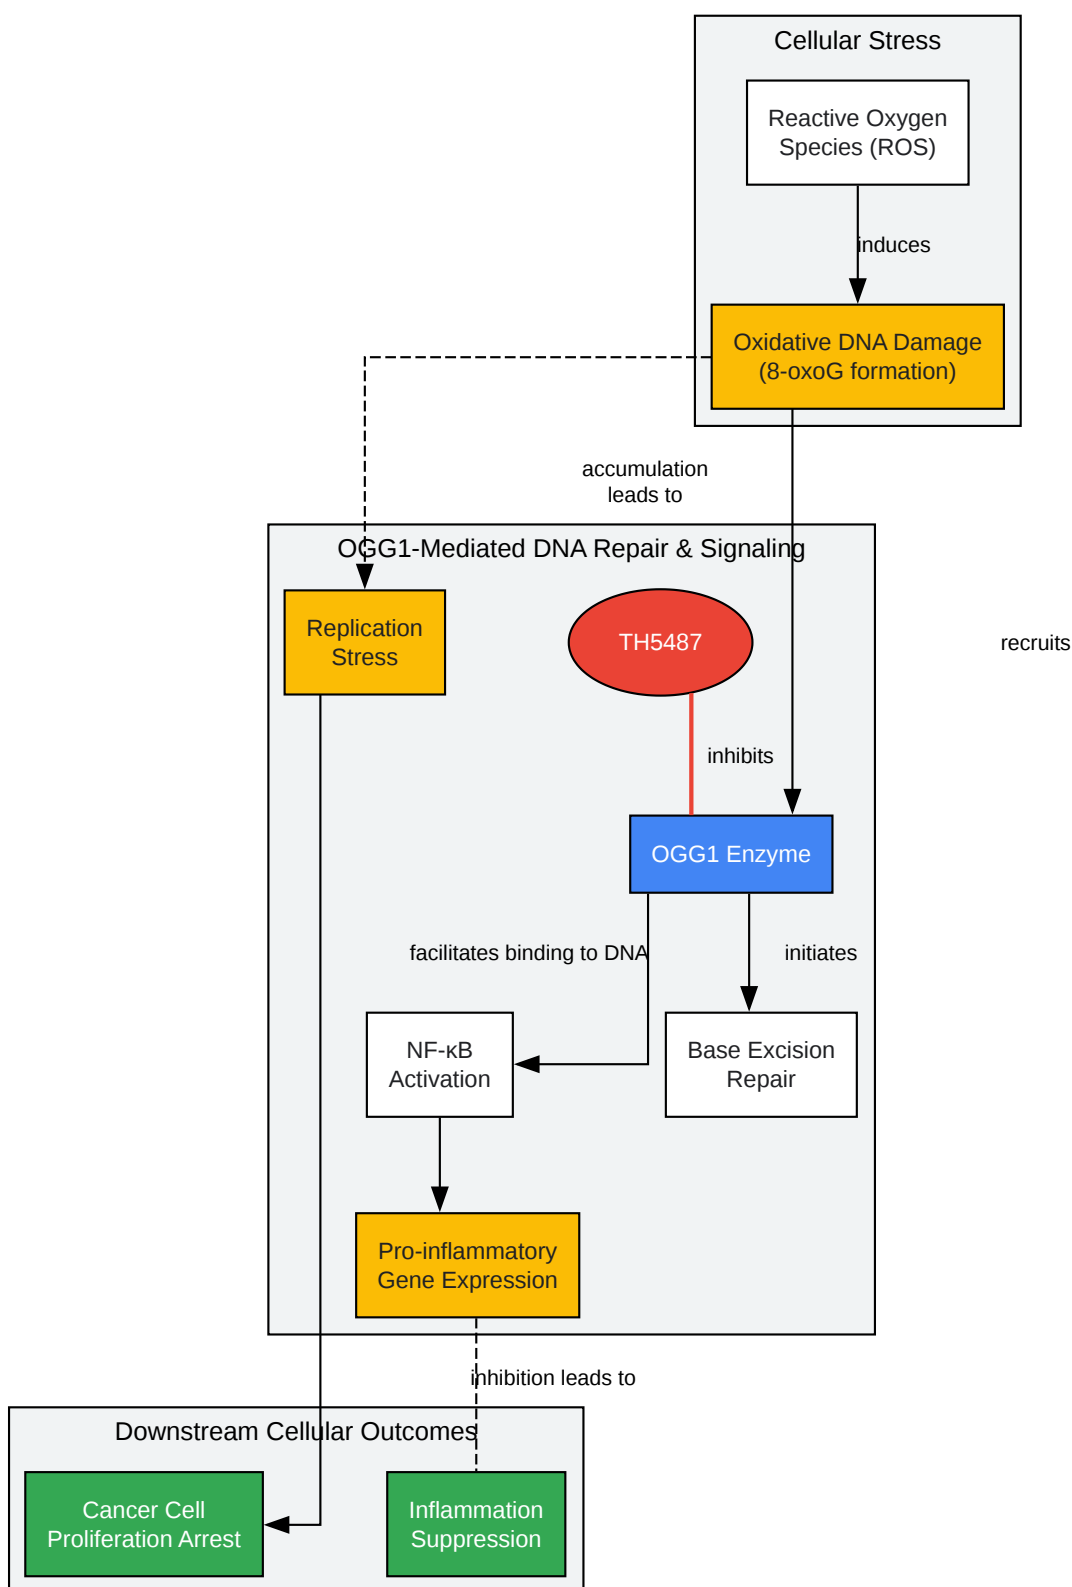 Cellular Stress
Reactive Oxygen
Species (ROS)
induces
Oxidative DNA Damage
(8-oxoG formation)
accumulation
leads to
OGG1-Mediated DNA Repair & Signaling
Replication
Stress
TH5487
recruits
inhibits
OGG1 Enzyme
facilitates binding to DNA
initiates
NF-κB
Activation
Base Excision
Repair
Pro-inflammatory
Gene Expression
inhibition leads to
Downstream Cellular Outcomes
Cancer Cell
Proliferation Arrest
Inflammation
Suppression